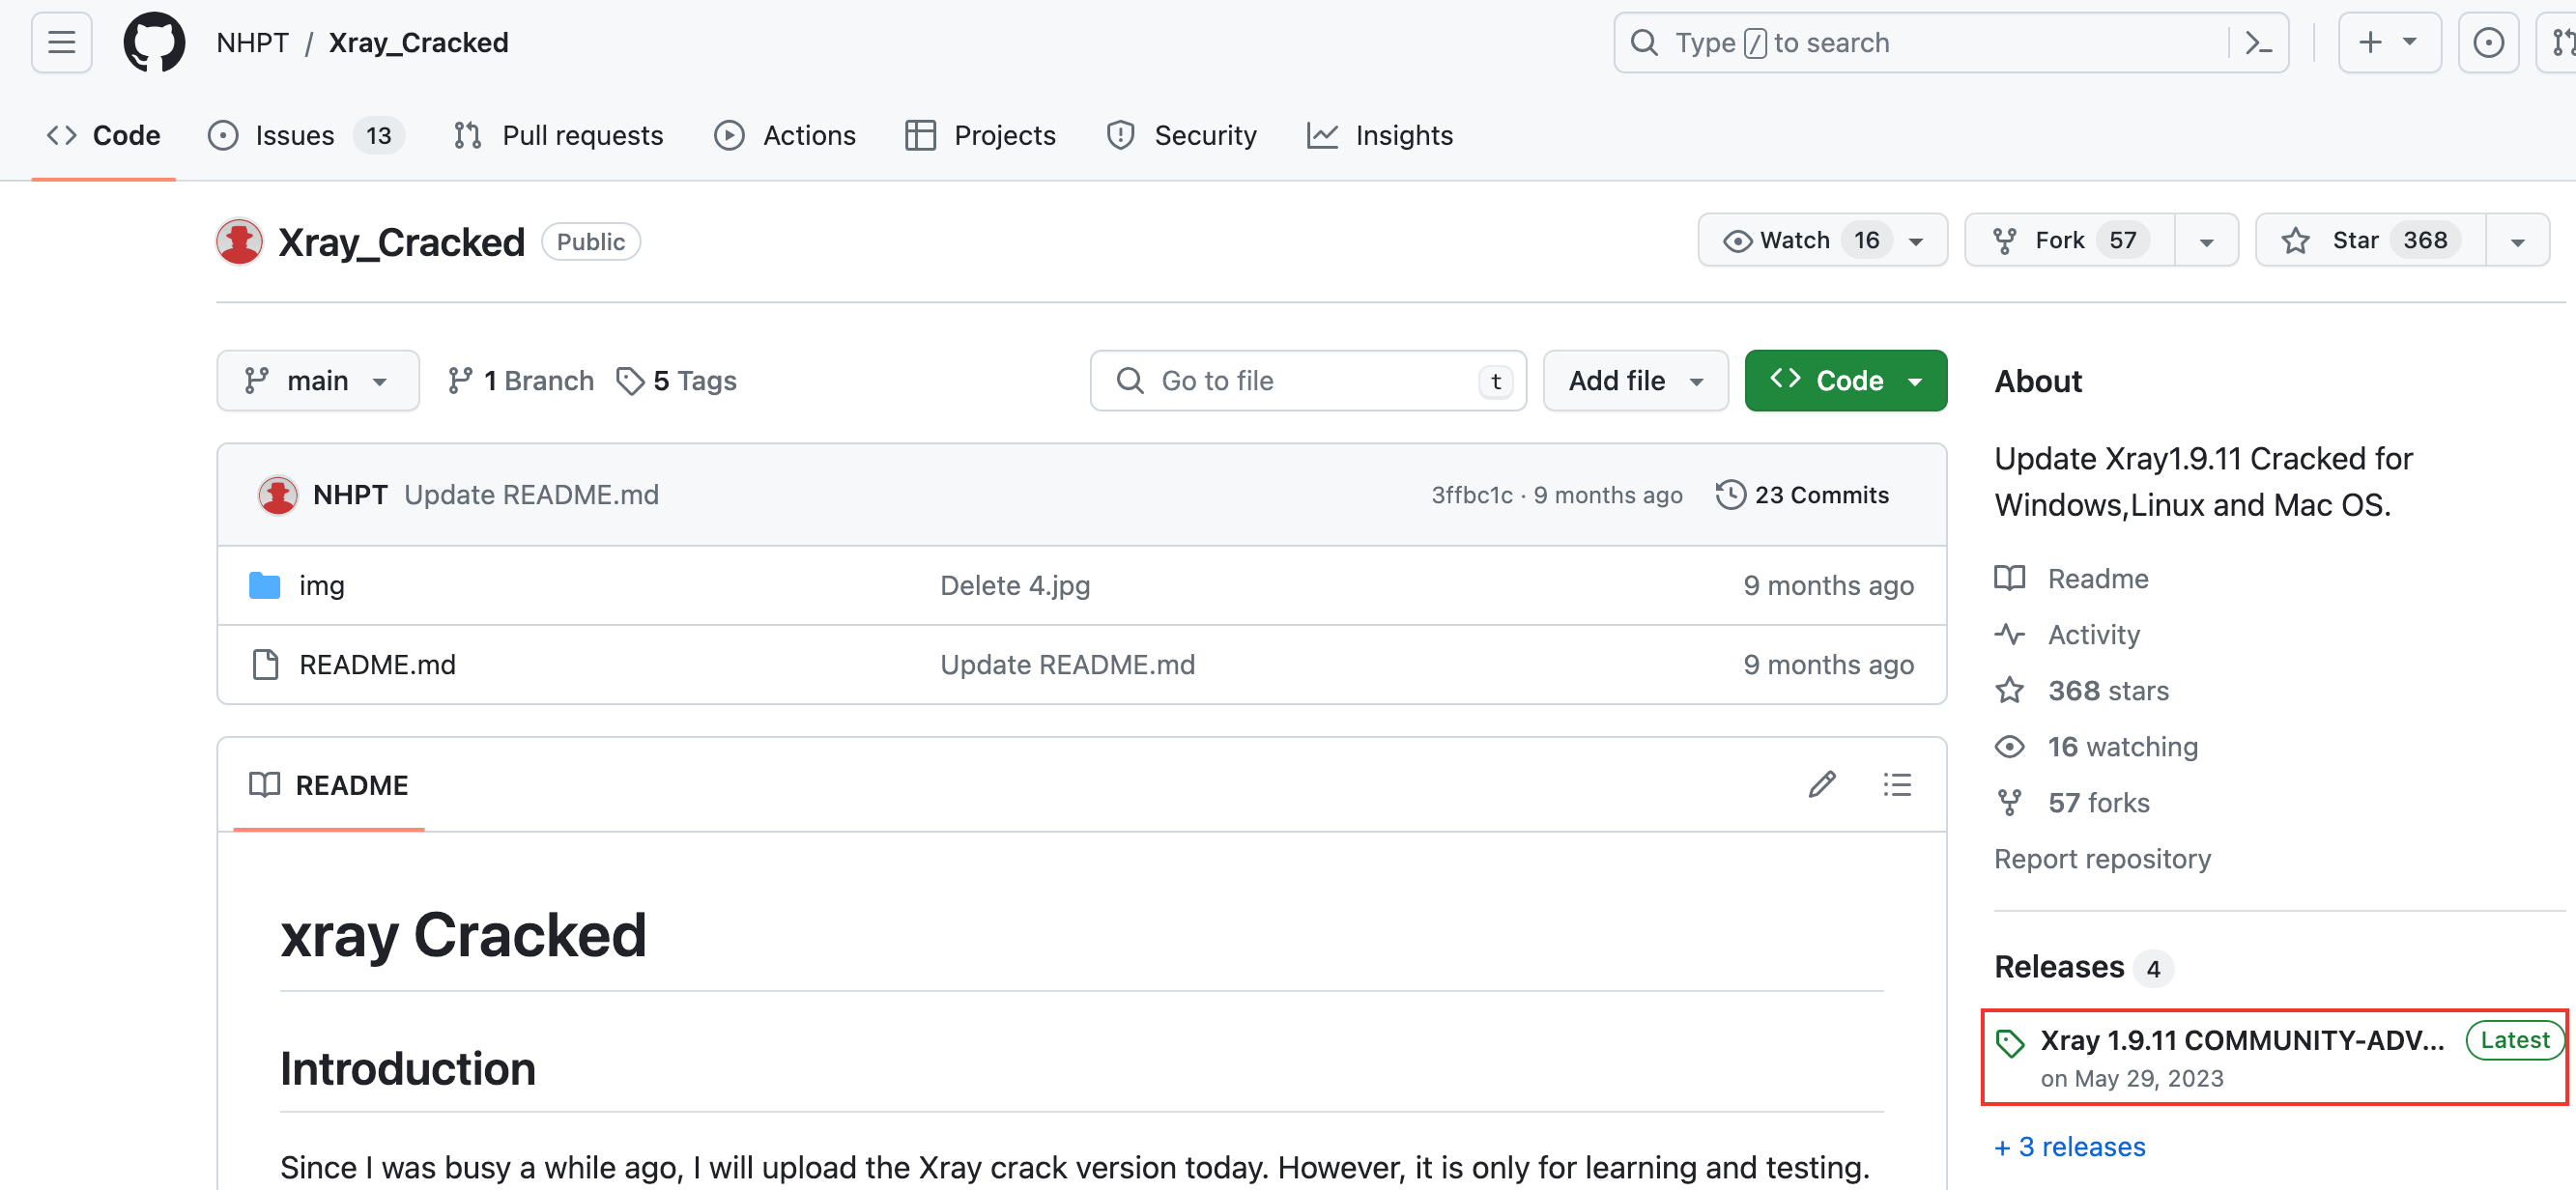 NHPT / Xray_Cracked
Type / to search
Code
Issues 13
Pull requests
Actions
Projects
Security
Insights
Xray_Cracked Public
Watch 16
Fork 57
Star 368
main
1 Branch
5 Tags
Go to file t
Add file
Code
NHPT Update README.md
3ffbc1c · 9 months ago
23 Commits
img Delete 4.jpg 9 months ago
README.md Update README.md 9 months ago
README
xray Cracked
Introduction
Since I was busy a while ago, I will upload the Xray crack version today. However, it is only for learning and testing.
About
Update Xray1.9.11 Cracked for
Windows,Linux and Mac OS.
Readme
Activity
368 stars
16 watching
57 forks
Report repository
Releases 4
Xray 1.9.11 COMMUNITY-ADV... Latest
on May 29, 2023
+ 3 releases